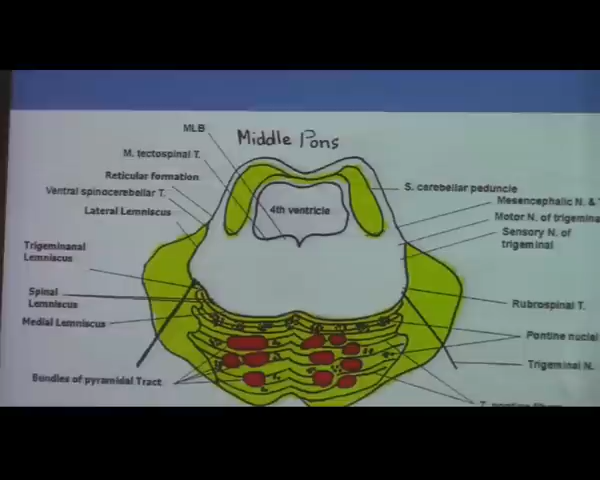 MLB
Middle Pons
M. tectospinal T.
Reticular formation
Ventral spinocerebellar T.
Lateral Lemniscus
4th ventricle
S. carebellar peduncle
Mesencephalic N. &
Motor N. of trigemina
Sensory N. of
trigeminal
Trigeminanal
Lemniscus
Spinal
Lemniscus
Medial Lemniscus
Rubrospinal T.
Pontine nuclei
Trigeminal N.
Bundles of pyramidal Tract